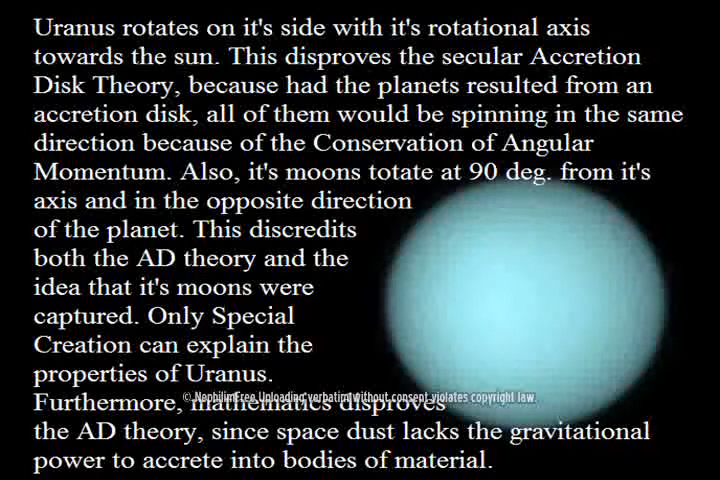 Uranus rotates on it's side with it's rotational axis
towards the sun. This disproves the secular Accretion
Disk Theory, because had the planets resulted from an
accretion disk, all of them would be spinning in the same
direction because of the Conservation of Angular
Momentum. Also, it's moons totate at 90 deg. from it's
axis and in the opposite direction
of the planet. This discredits
both the AD theory and the
idea that it's moons were
captured. Only Special
Creation can explain the
properties of Uranus.
© NephilimFree Uploading verbatim without consent violates copyright law.
Furthermore, mathematics disproves
the AD theory, since space dust lacks the gravitational
power to accrete into bodies of material.